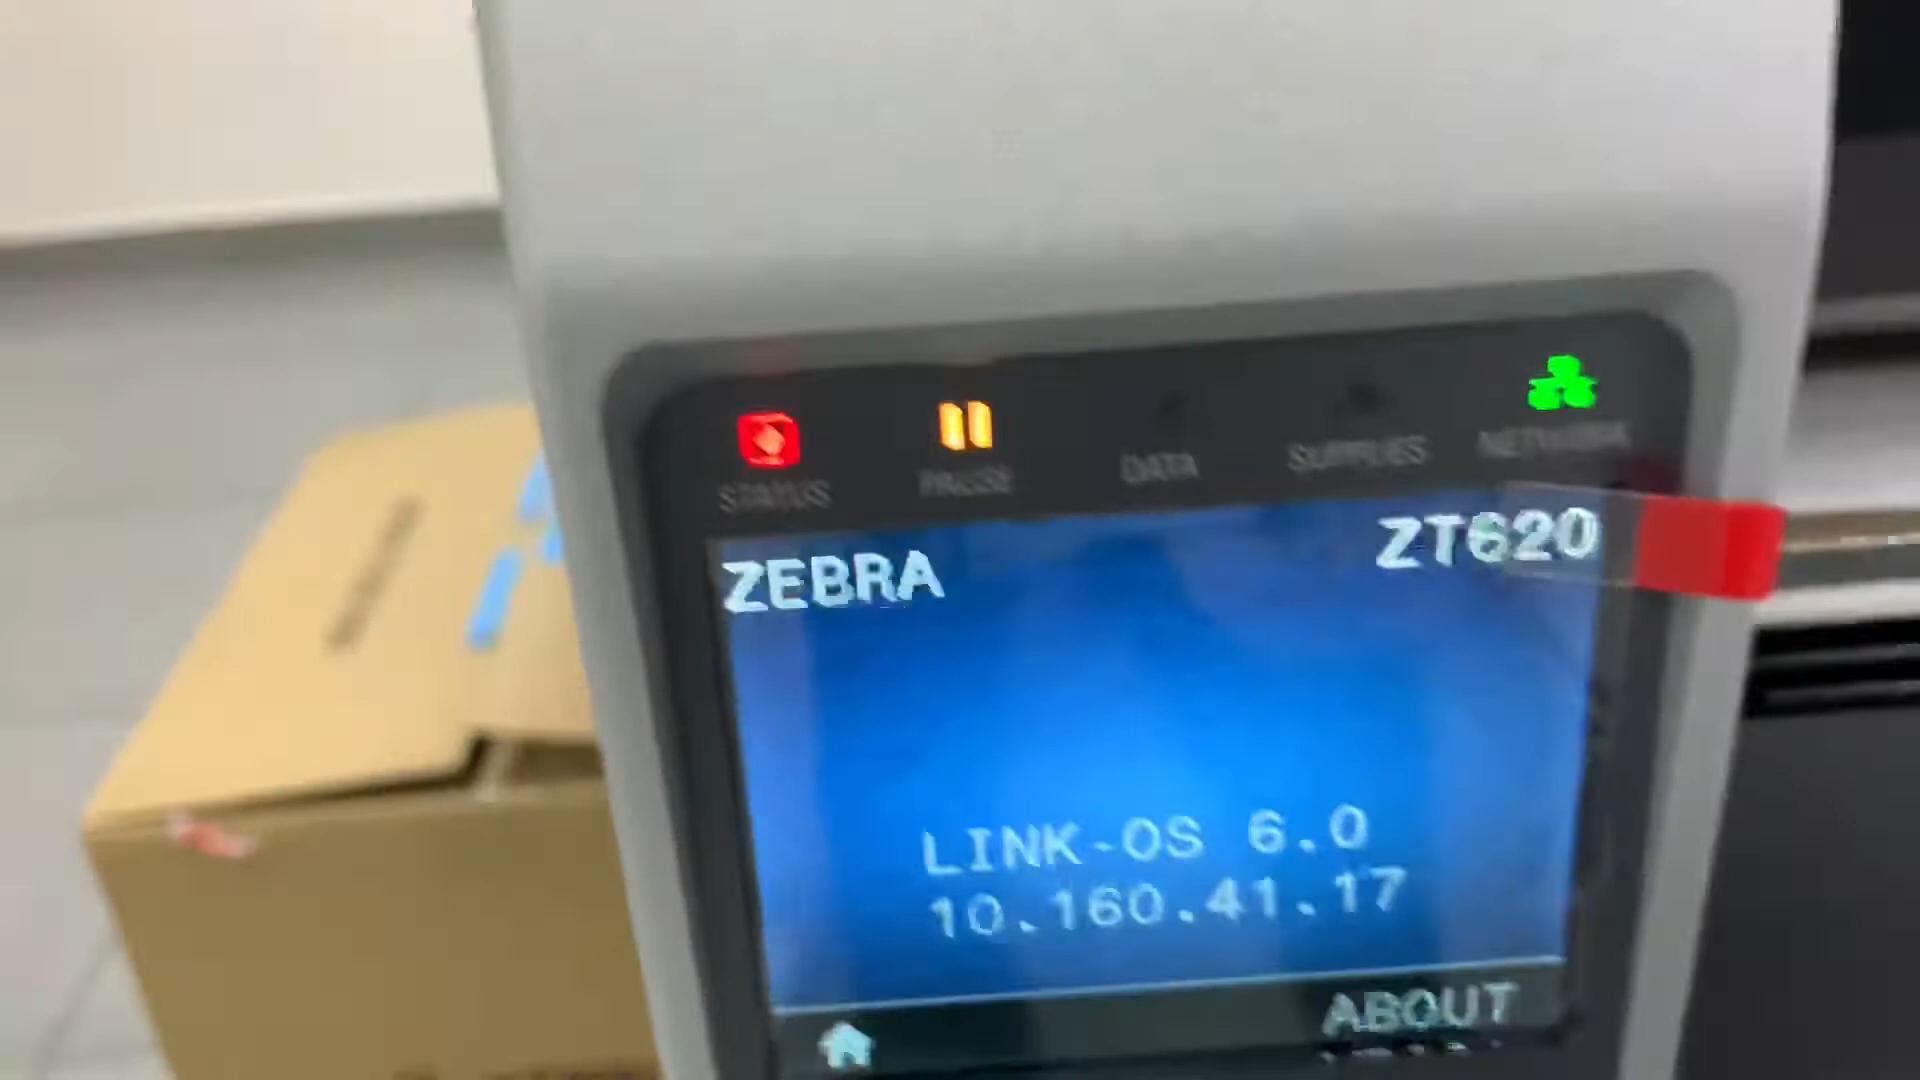 STATUS PAUSE DATA SUPPLIES NETWORK
ZEBRA ZT620
LINK-OS 6.0
10.160.41.17
ABOUT